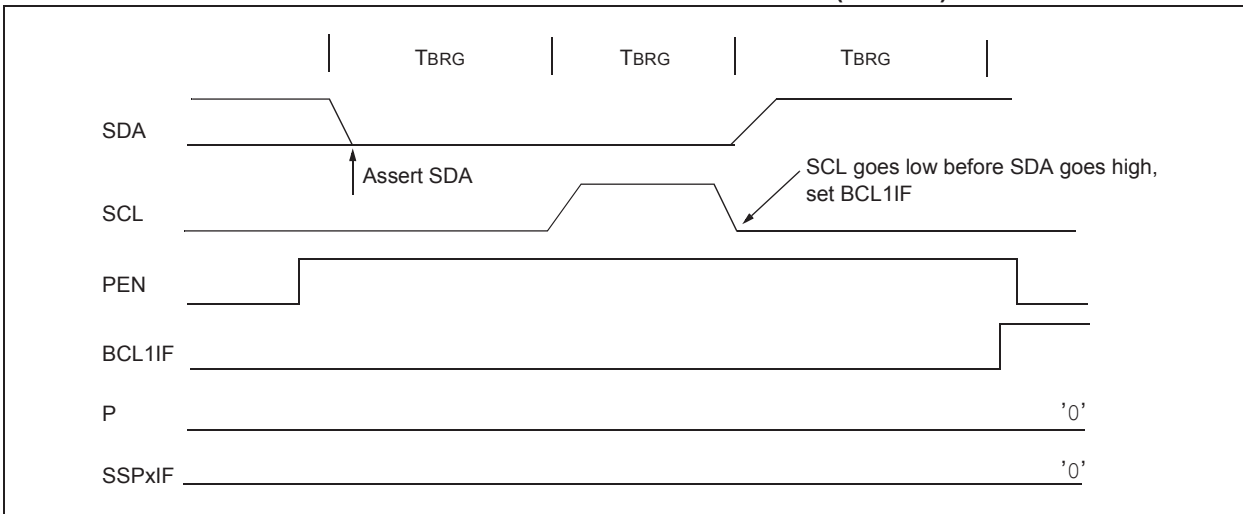 TBRG TBRG TBRG
SDA
Assert SDA
SCL goes low before SDA goes high,
set BCL1IF
SCL
PEN
BCL1IF
P '0'
SSPxIF '0'